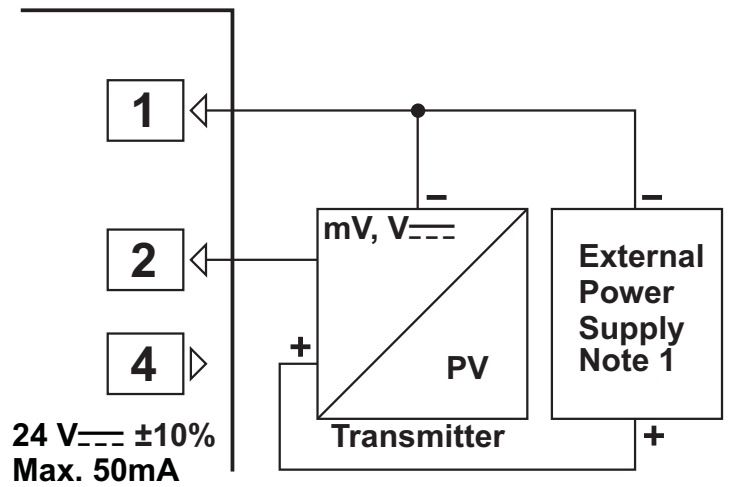 1
−
−
mV, V
2
External
Power
Supply
Note 1
+
4
PV
24 V ±10%
Max. 50mA
Transmitter
+